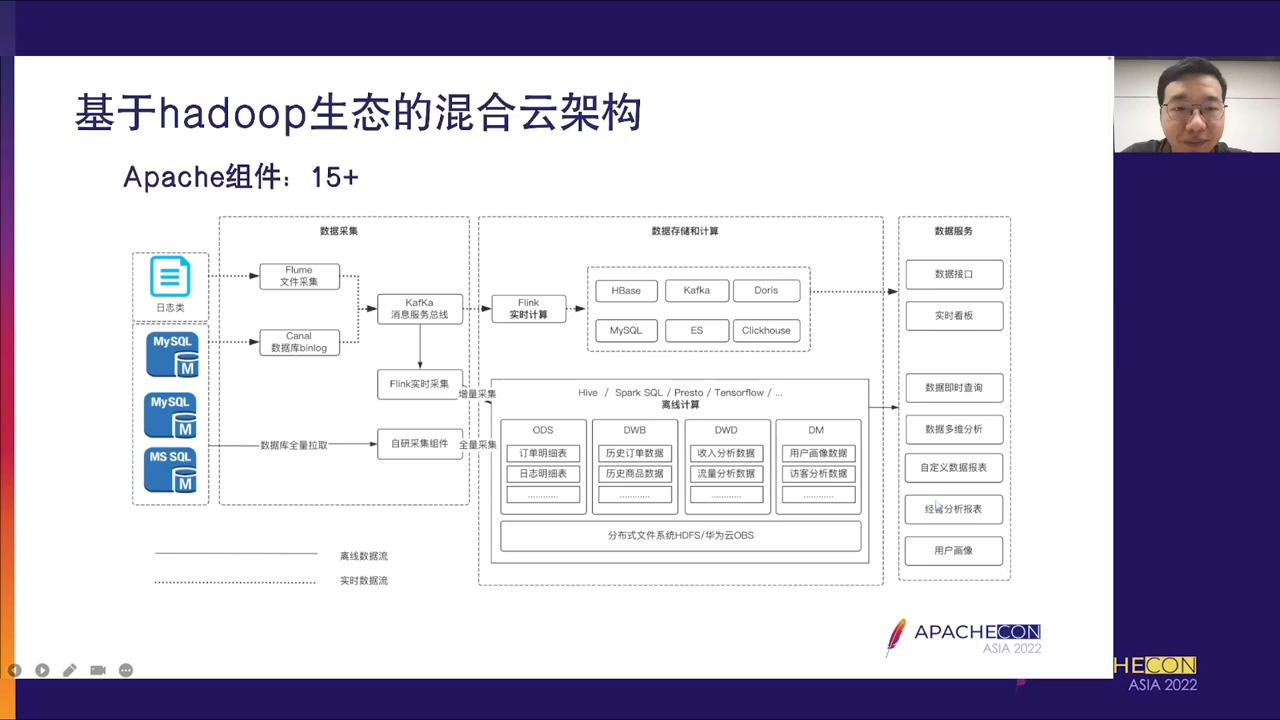 基于hadoop生态的混合云架构
Apache组件：15+
数据采集
数据存储和计算
数据服务
日志类
MySQL
M
MySQL
M
MS SQL
M
Flume
文件采集
Canal
数据库binlog
KafKa
消息服务总线
Flink实时采集
增量采集
数据库全量拉取
自研采集组件
全量采集
Flink
实时计算
HBase
Kafka
Doris
MySQL
ES
Clickhouse
Hive / Spark SQL / Presto / Tensorflow / ...
离线计算
ODS
订单明细表
日志明细表
............
DWB
历史订单数据
历史商品数据
............
DWD
收入分析数据
流量分析数据
............
DM
用户画像数据
访客分析数据
............
分布式文件系统HDFS/华为云OBS
数据接口
实时看板
数据即时查询
数据多维分析
自定义数据报表
经营分析报表
用户画像
离线数据流
实时数据流
APACHECON
ASIA 2022
HECON
ASIA 2022